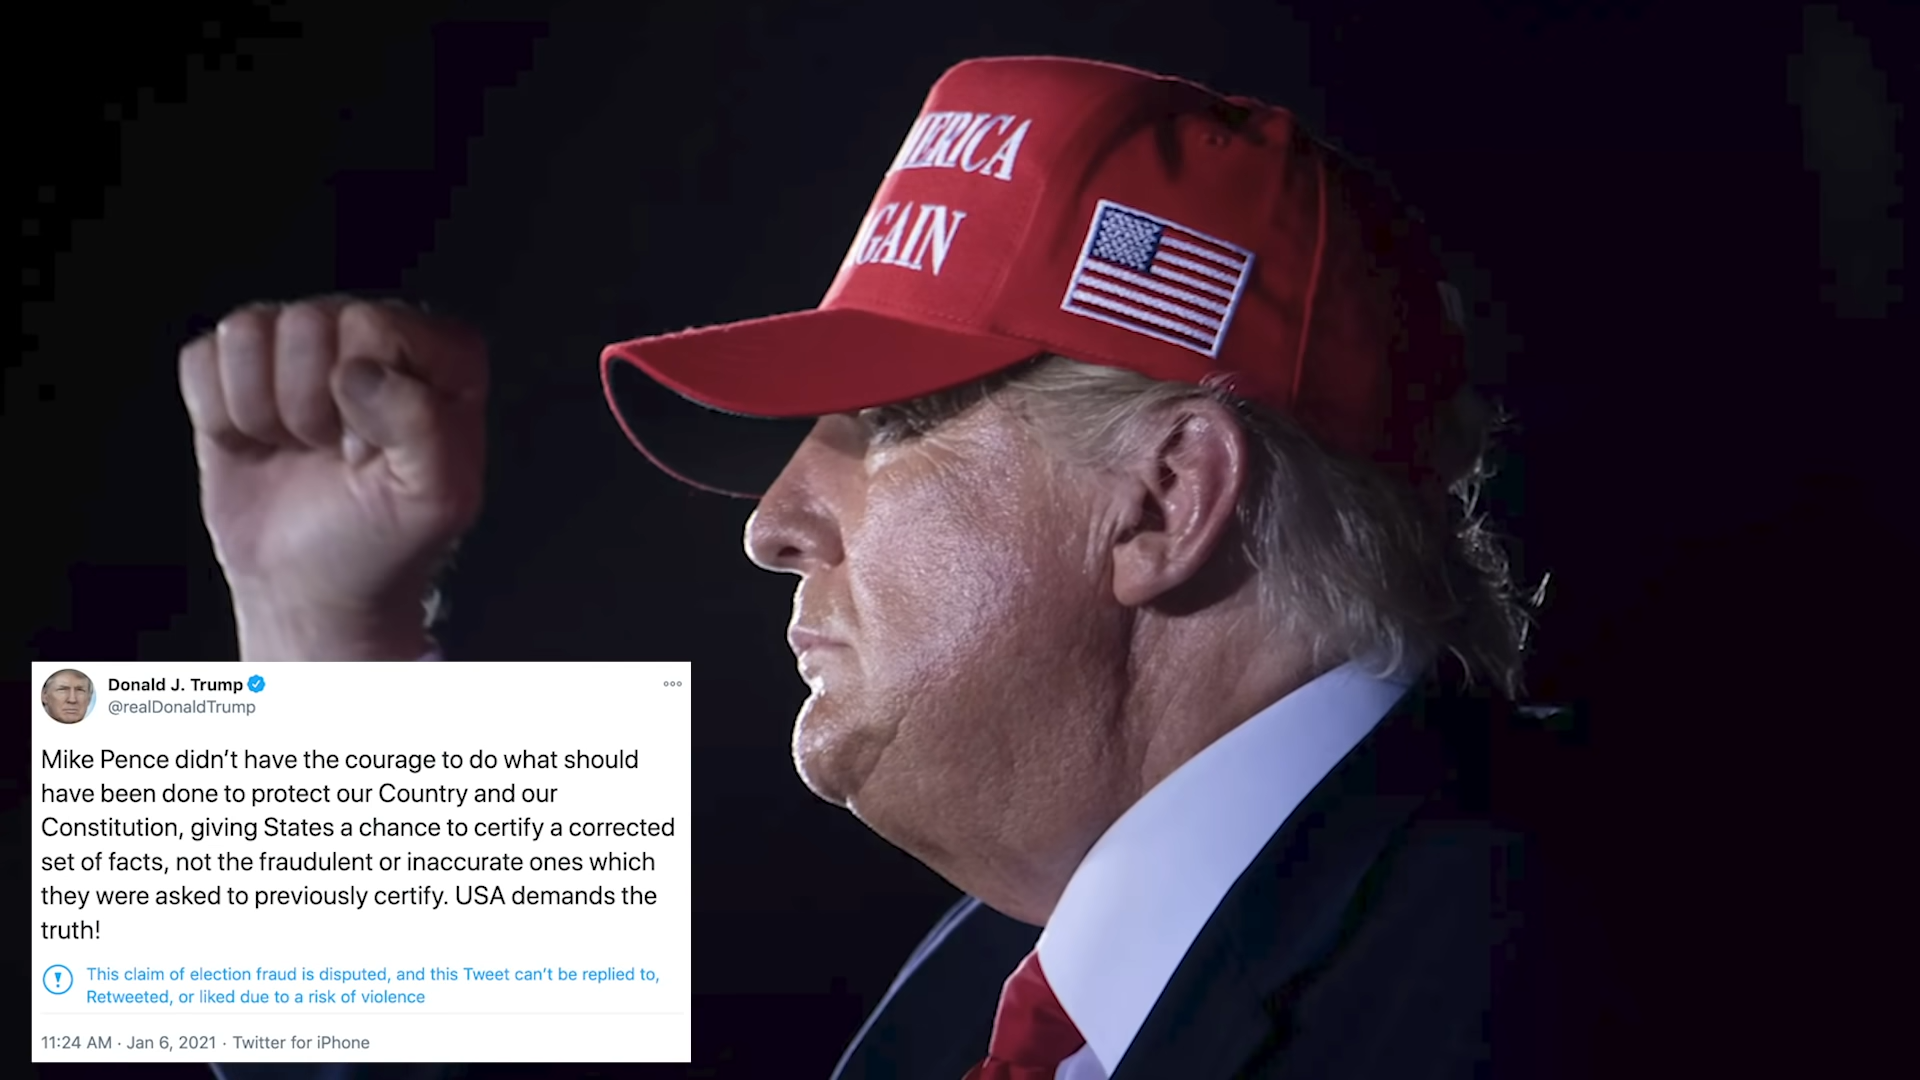 MERICA
GAIN
Donald J. Trump
@realDonaldTrump
Mike Pence didn't have the courage to do what should
have been done to protect our Country and our
Constitution, giving States a chance to certify a corrected
set of facts, not the fraudulent or inaccurate ones which
they were asked to previously certify. USA demands the
truth!
This claim of election fraud is disputed, and this Tweet can't be replied to,
Retweeted, or liked due to a risk of violence
11:24 AM · Jan 6, 2021 · Twitter for iPhone